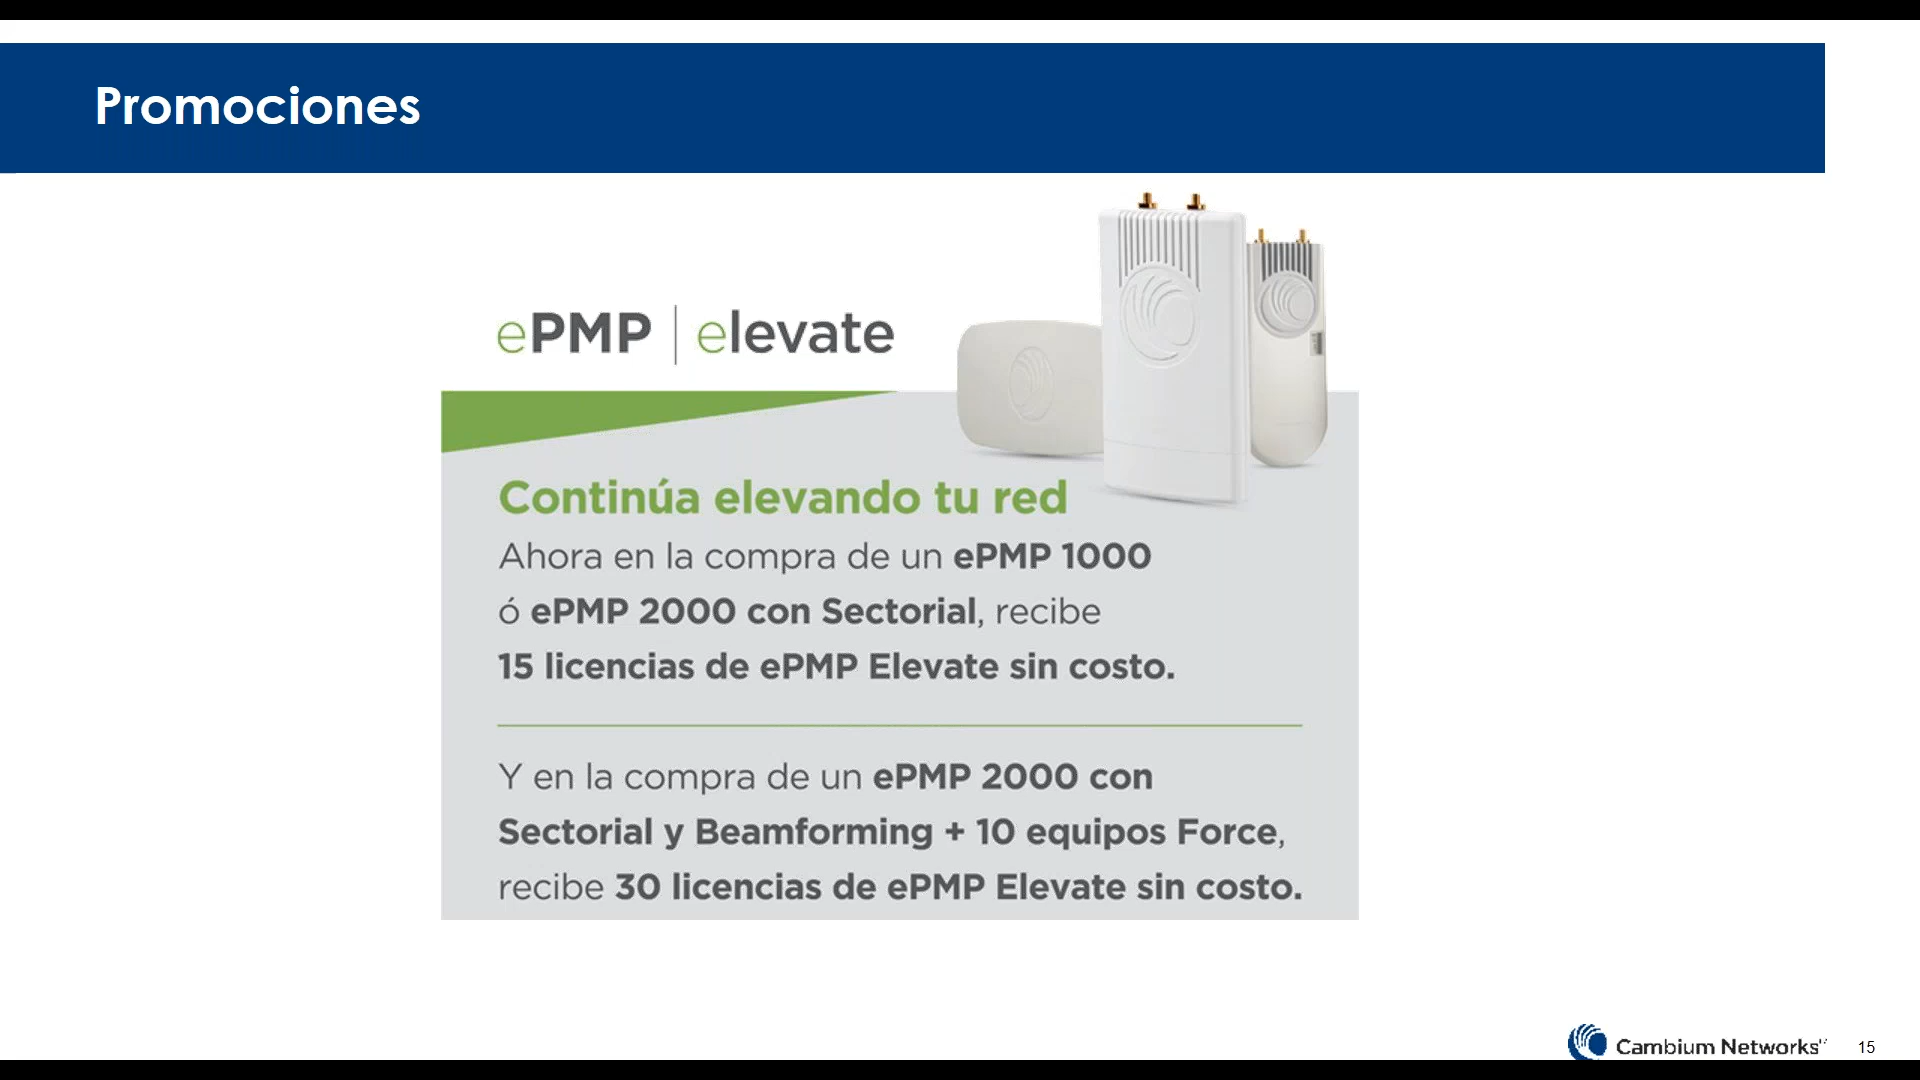 Promociones
ePMP | elevate
Continúa elevando tu red
Ahora en la compra de un ePMP 1000
ó ePMP 2000 con Sectorial, recibe
15 licencias de ePMP Elevate sin costo.
Y en la compra de un ePMP 2000 con
Sectorial y Beamforming + 10 equipos Force,
recibe 30 licencias de ePMP Elevate sin costo.
Cambium Networks™
15